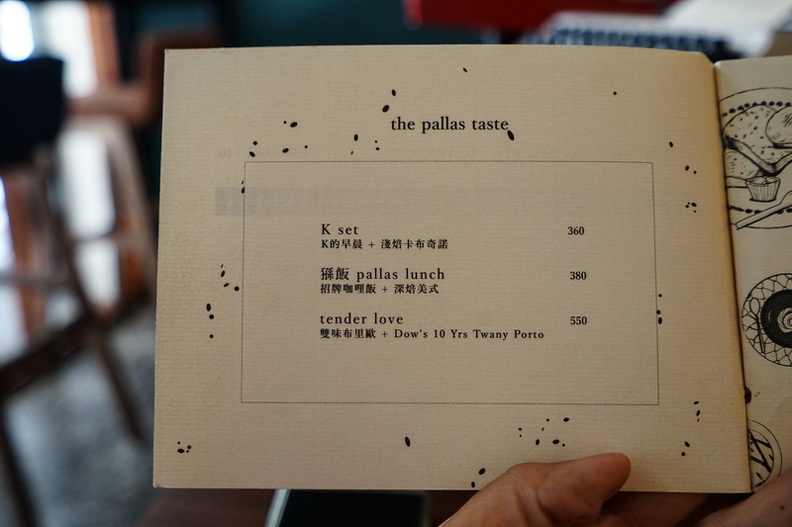 the pallas taste
K set 360
K的早晨 + 淺焙卡布奇諾
猻飯 pallas lunch 380
招牌咖哩飯 + 深焙美式
tender love 550
雙味布里歐 + Dow's 10 Yrs Twany Porto